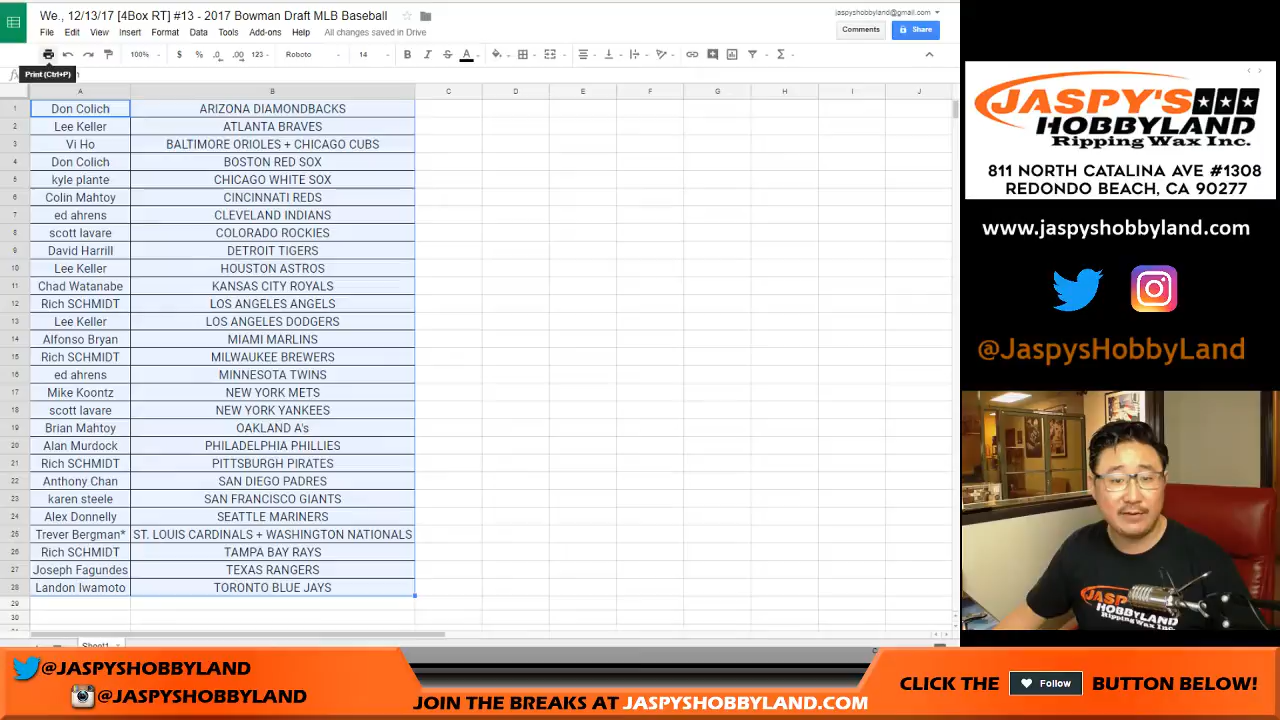 We., 12/13/17 [4Box RT] #13 - 2017 Bowman Draft MLB Baseball
jaspyshobbyland@gmail.com
File Edit View Insert Format Data Tools Add-ons Help All changes saved in Drive
Comments
Share
100% $ % .0 .00 123 Roboto 14 B I S A
Print (Ctrl+P)
A B C D E F G H I J
1 Don Colich ARIZONA DIAMONDBACKS
2 Lee Keller ATLANTA BRAVES
3 Vi Ho BALTIMORE ORIOLES + CHICAGO CUBS
4 Don Colich BOSTON RED SOX
5 kyle plante CHICAGO WHITE SOX
6 Colin Mahtoy CINCINNATI REDS
7 ed ahrens CLEVELAND INDIANS
8 scott lavare COLORADO ROCKIES
9 David Harrill DETROIT TIGERS
10 Lee Keller HOUSTON ASTROS
11 Chad Watanabe KANSAS CITY ROYALS
12 Rich SCHMIDT LOS ANGELES ANGELS
13 Lee Keller LOS ANGELES DODGERS
14 Alfonso Bryan MIAMI MARLINS
15 Rich SCHMIDT MILWAUKEE BREWERS
16 ed ahrens MINNESOTA TWINS
17 Mike Koontz NEW YORK METS
18 scott lavare NEW YORK YANKEES
19 Brian Mahtoy OAKLAND A's
20 Alan Murdock PHILADELPHIA PHILLIES
21 Rich SCHMIDT PITTSBURGH PIRATES
22 Anthony Chan SAN DIEGO PADRES
23 karen steele SAN FRANCISCO GIANTS
24 Alex Donnelly SEATTLE MARINERS
25 Trever Bergman* ST. LOUIS CARDINALS + WASHINGTON NATIONALS
26 Rich SCHMIDT TAMPA BAY RAYS
27 Joseph Fagundes TEXAS RANGERS
28 Landon Iwamoto TORONTO BLUE JAYS
29
30
Sheet1
JASPY'S
HOBBYLAND
Ripping Wax Inc.
811 NORTH CATALINA AVE #1308
REDONDO BEACH, CA 90277
www.jaspyshobbyland.com
@JaspysHobbyLand
JASPY'S
HOBBYLAND
Ripping Wax Inc.
@JASPYSHOBBYLAND
@JASPYSHOBBYLAND
JOIN THE BREAKS AT JASPYSHOBBYLAND.COM
CLICK THE Follow BUTTON BELOW!